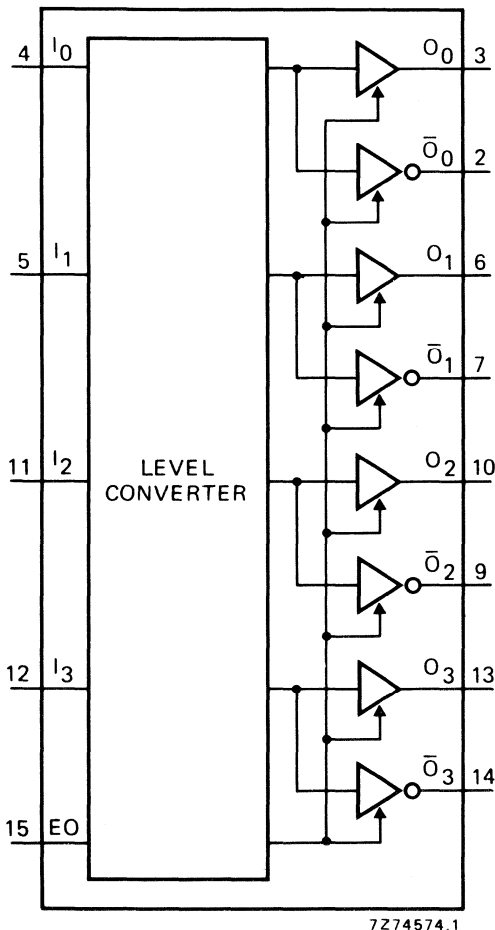 4 I0 O0 3
Ō0 2
5 I1 O1 6
Ō1 7
11 I2 O2 10
LEVEL
CONVERTER
Ō2 9
12 I3 O3 13
Ō3 14
15 EO
7Z74574.1